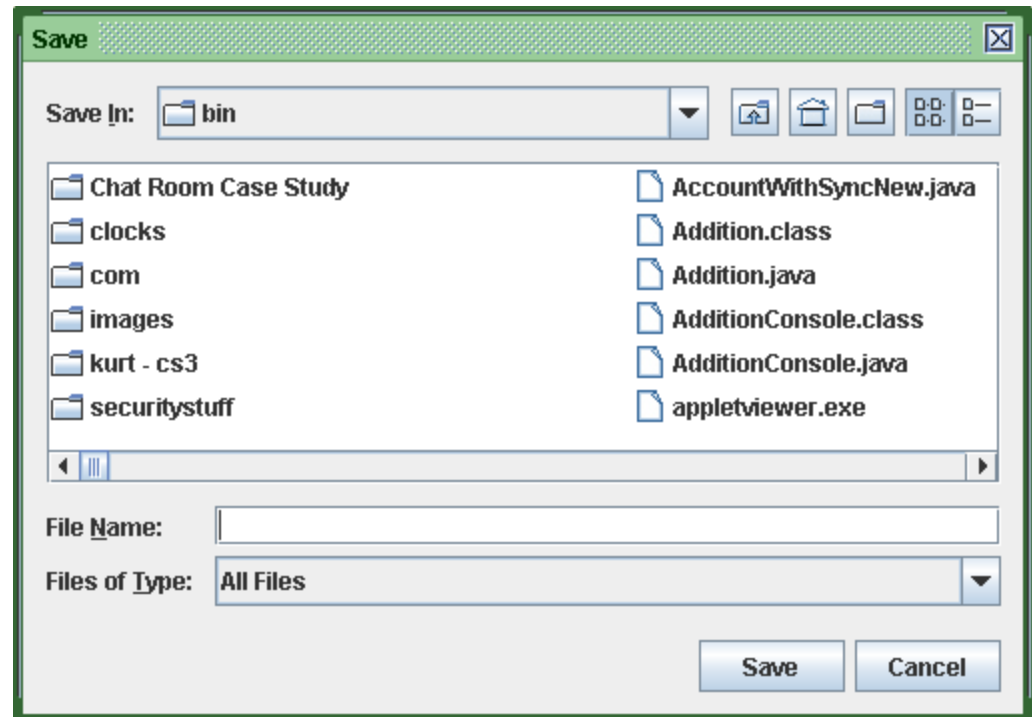 Save
Save In: bin
Chat Room Case Study AccountWithSyncNew.java
clocks Addition.class
com Addition.java
images AdditionConsole.class
kurt - cs3 AdditionConsole.java
securitystuff appletviewer.exe
File Name:
Files of Type: All Files
Save Cancel